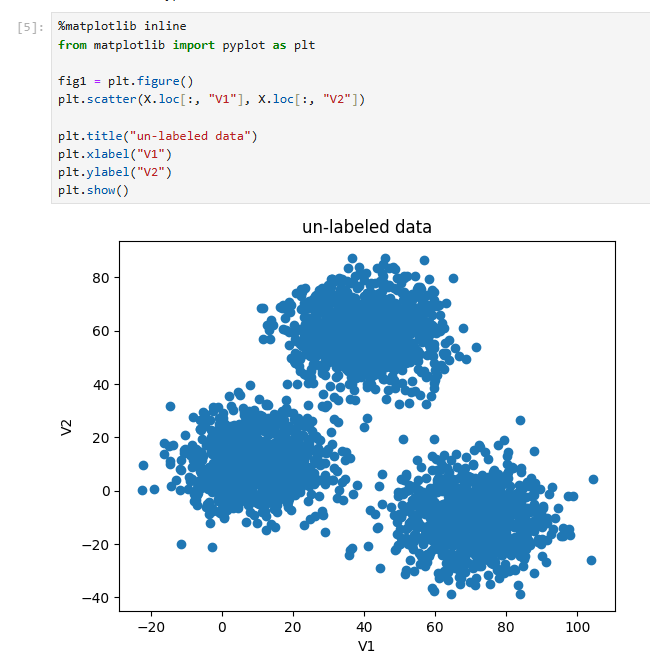 [5]:
%matplotlib inline
from matplotlib import pyplot as plt
fig1 = plt.figure()
plt.scatter(X.loc[:, "V1"], X.loc[:, "V2"])
plt.title("un-labeled data")
plt.xlabel("V1")
plt.ylabel("V2")
plt.show()
un-labeled data
80
60
40
20
0
−20
−40
V2
−20 0 20 40 60 80 100
V1